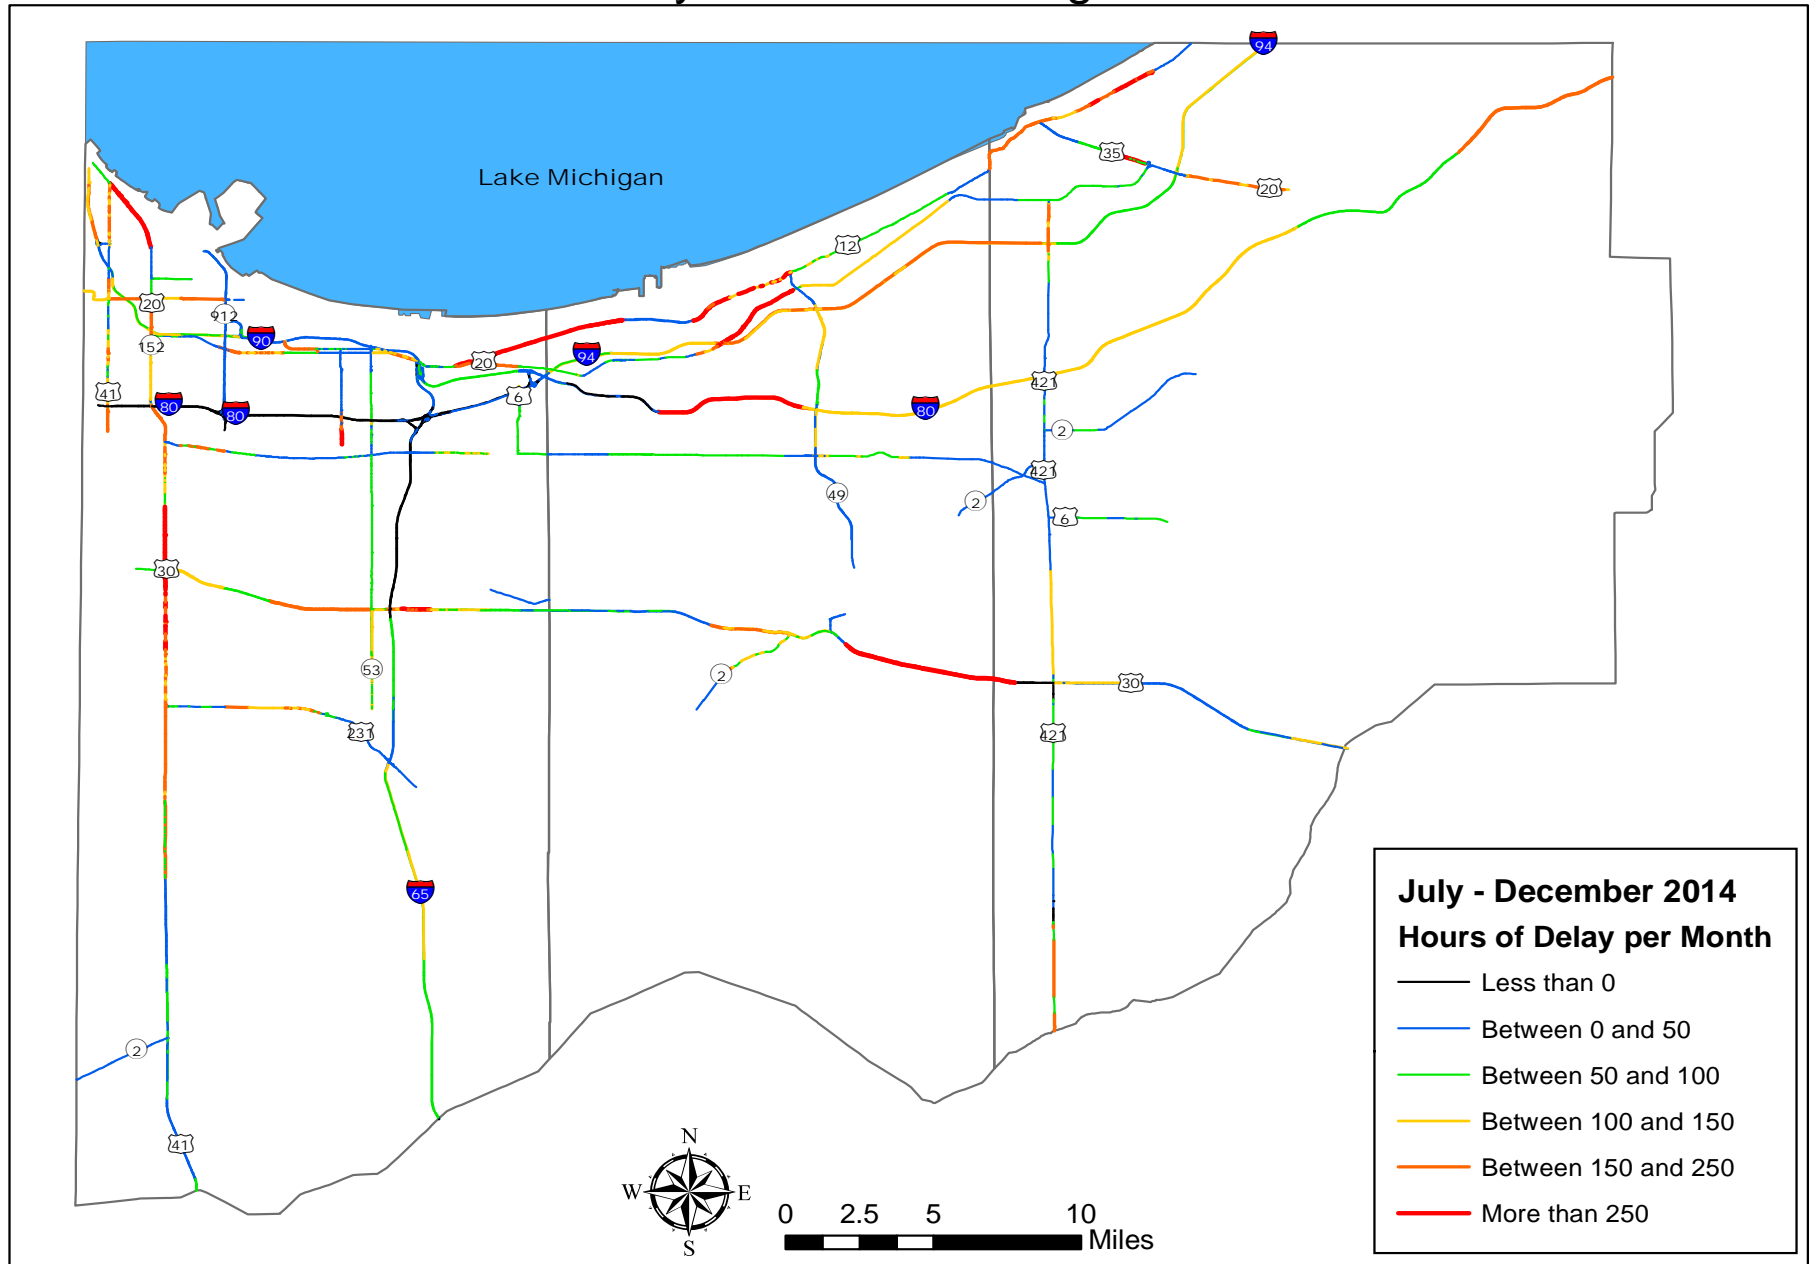 94
Lake Michigan
35
20
12
20
912
90
152
94
20
41
80
80
6
80
421
2
421
2
49
6
30
53
2
30
231
421
65
2
41
N
W E
S
0 2.5 5 10
Miles
July - December 2014
Hours of Delay per Month
Less than 0
Between 0 and 50
Between 50 and 100
Between 100 and 150
Between 150 and 250
More than 250